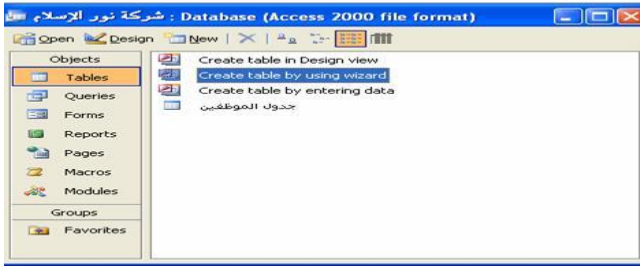 شركة نور الإسلام : Database (Access 2000 file format)
Open Design New
Objects
Tables
Queries
Forms
Reports
Pages
Macros
Modules
Groups
Favorites
Create table in Design view
Create table by using wizard
Create table by entering data
جدول الموظفين